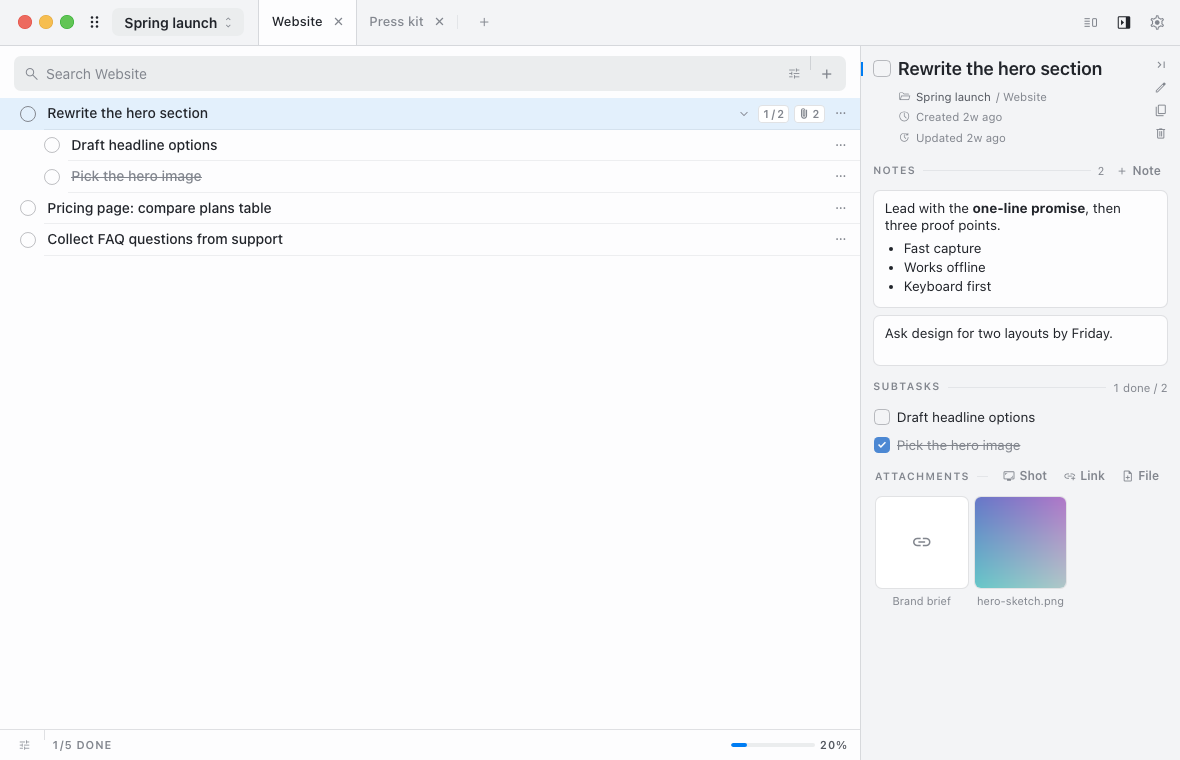 Spring launch
Website
Press kit
Search Website
Rewrite the hero section
1/2
2
Draft headline options
Pick the hero image
Pricing page: compare plans table
Collect FAQ questions from support
1/5 DONE
20%
Rewrite the hero section
Spring launch / Website
Created 2w ago
Updated 2w ago
NOTES 2 + Note
Lead with the one-line promise, then
three proof points.
• Fast capture
• Works offline
• Keyboard first
Ask design for two layouts by Friday.
SUBTASKS 1 done / 2
Draft headline options
Pick the hero image
ATTACHMENTS Shot Link File
Brand brief
hero-sketch.png